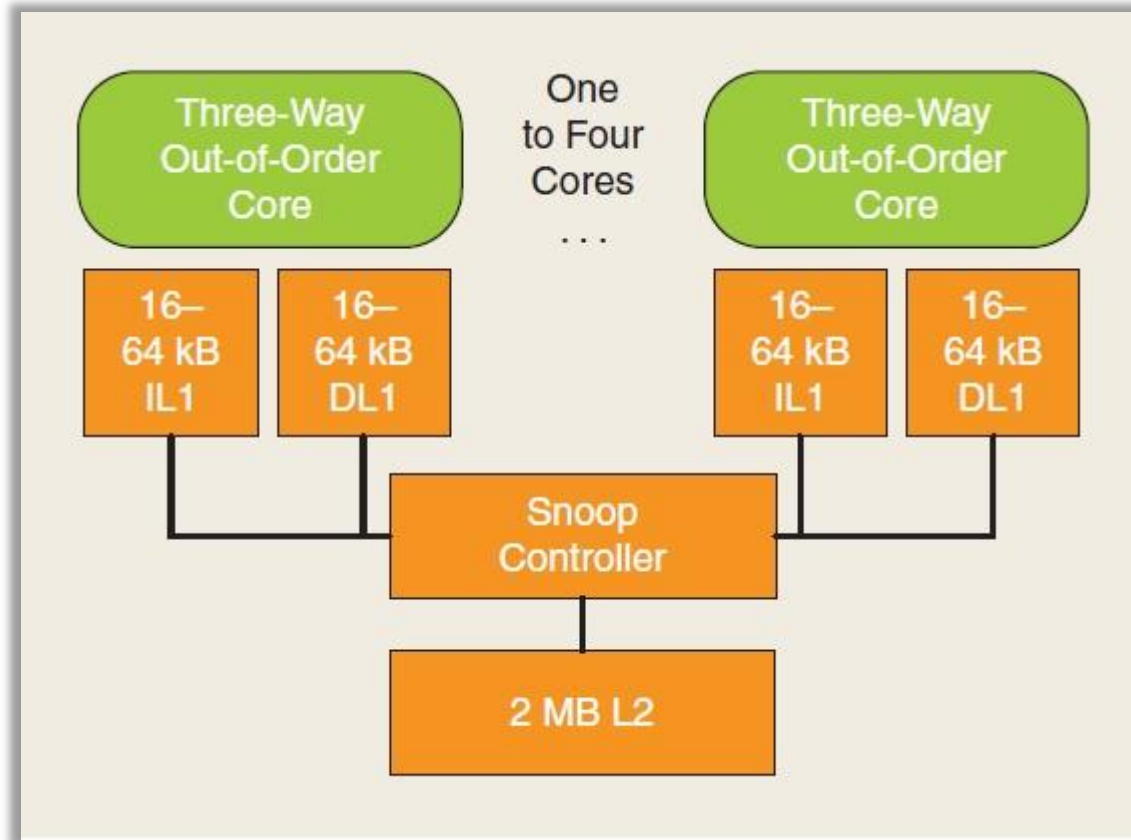 Three-Way
Out-of-Order
Core
One
to Four
Cores
. . .
Three-Way
Out-of-Order
Core
16–
64 kB
IL1
16–
64 kB
DL1
16–
64 kB
IL1
16–
64 kB
DL1
Snoop
Controller
2 MB L2